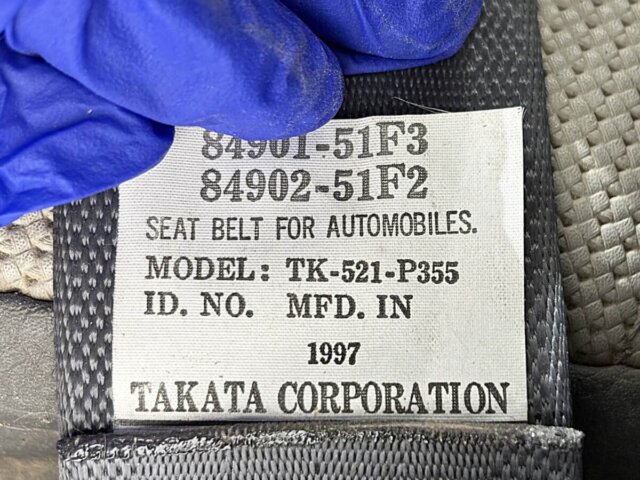 84901-51F3
84902-51F2
SEAT BELT FOR AUTOMOBILES.
MODEL: TK-521-P355
ID. NO. MFD. IN
1997
TAKATA CORPORATION